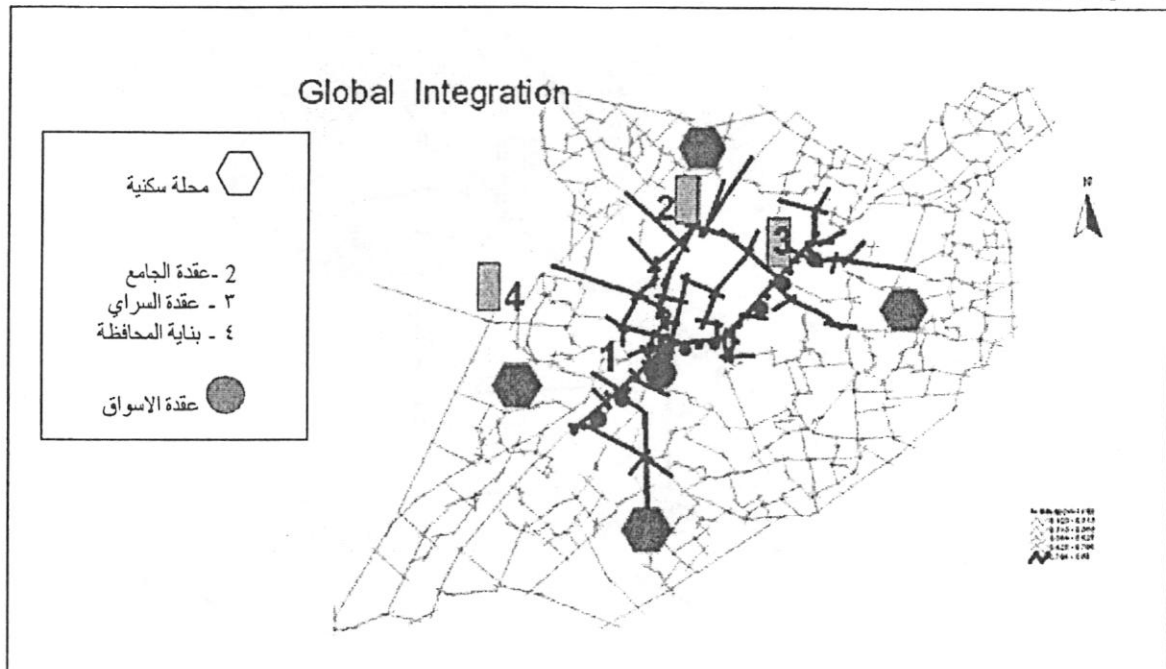 Global Integration
محلة سكنية
2 -عقدة الجامع
٣ - عقدة السراي
٤ - بناية المحافظة
عقدة الاسواق
N
2
3
4
1